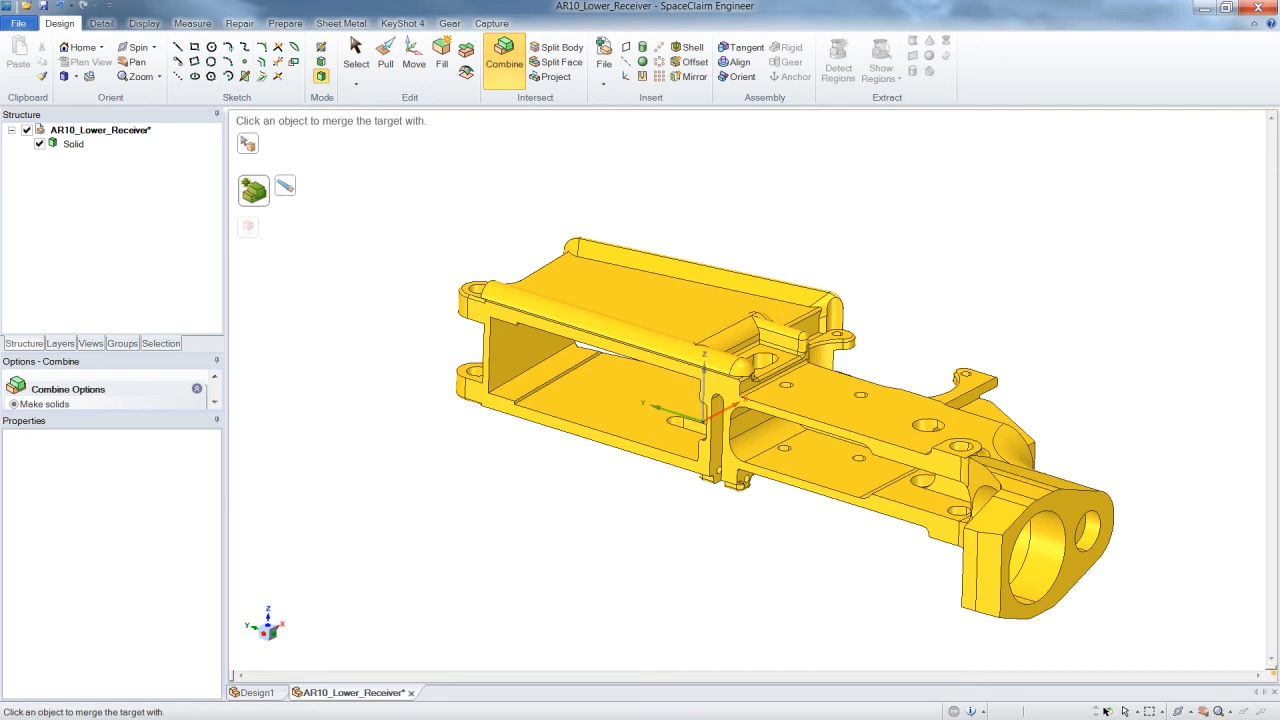 AR10_Lower_Receiver - SpaceClaim Engineer
File Design Detail Display Measure Repair Prepare Sheet Metal KeyShot 4 Gear Capture
Paste
Home
Plan View
Spin
Pan
Zoom
Select
Pull
Move
Fill
Combine
Split Body
Split Face
Project
File
Shell
Offset
Mirror
Tangent
Align
Orient
Rigid
Gear
Anchor
Detect
Regions
Show
Regions
Clipboard Orient Sketch Mode Edit Intersect Insert Assembly Extract
Structure
AR10_Lower_Receiver*
Solid
Structure Layers Views Groups Selection
Options - Combine
Combine Options
Make solids
Properties
Click an object to merge the target with.
Z
Y
Z
Y
X
Design1
AR10_Lower_Receiver*
Click an object to merge the target with.